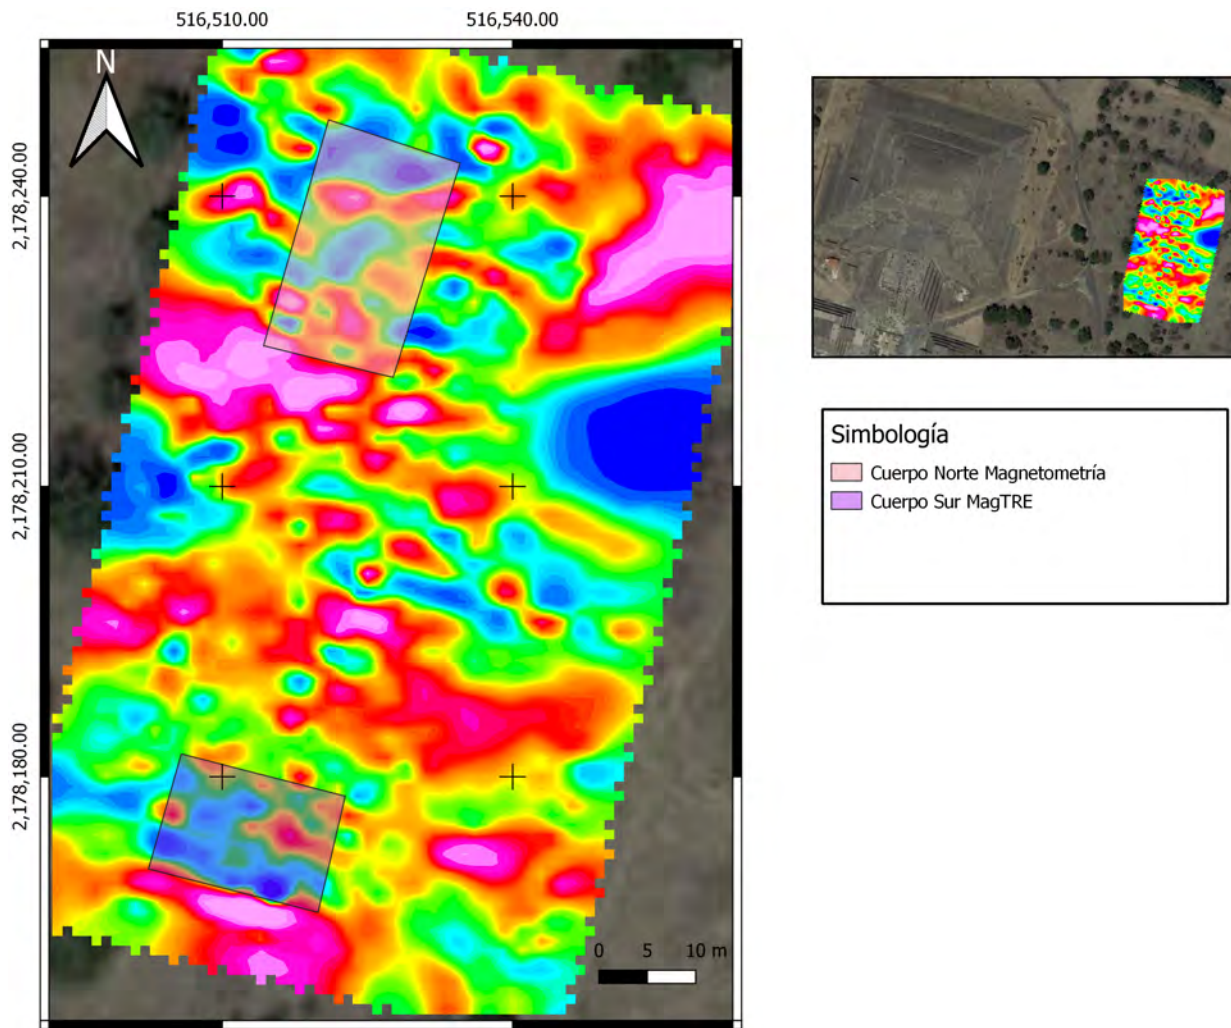 516,510.00 516,540.00
N
2,178,240.00
2,178,210.00
2,178,180.00
0 5 10 m
Simbología
Cuerpo Norte Magnetometría
Cuerpo Sur MagTRE